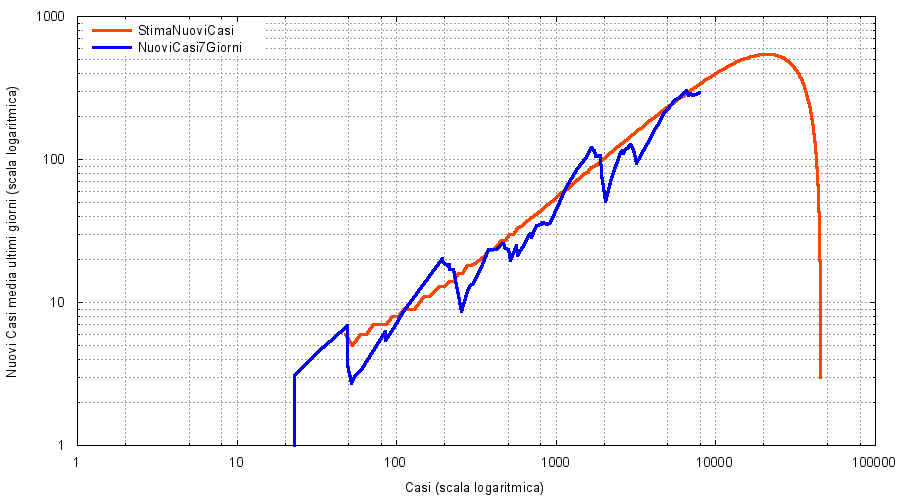 1000
StimaNuoviCasi
NuoviCasi7Giorni
100
10
1
Nuovi Casi media ultimi giorni (scala logaritmica)
1 10 100 1000 10000 100000
Casi (scala logaritmica)